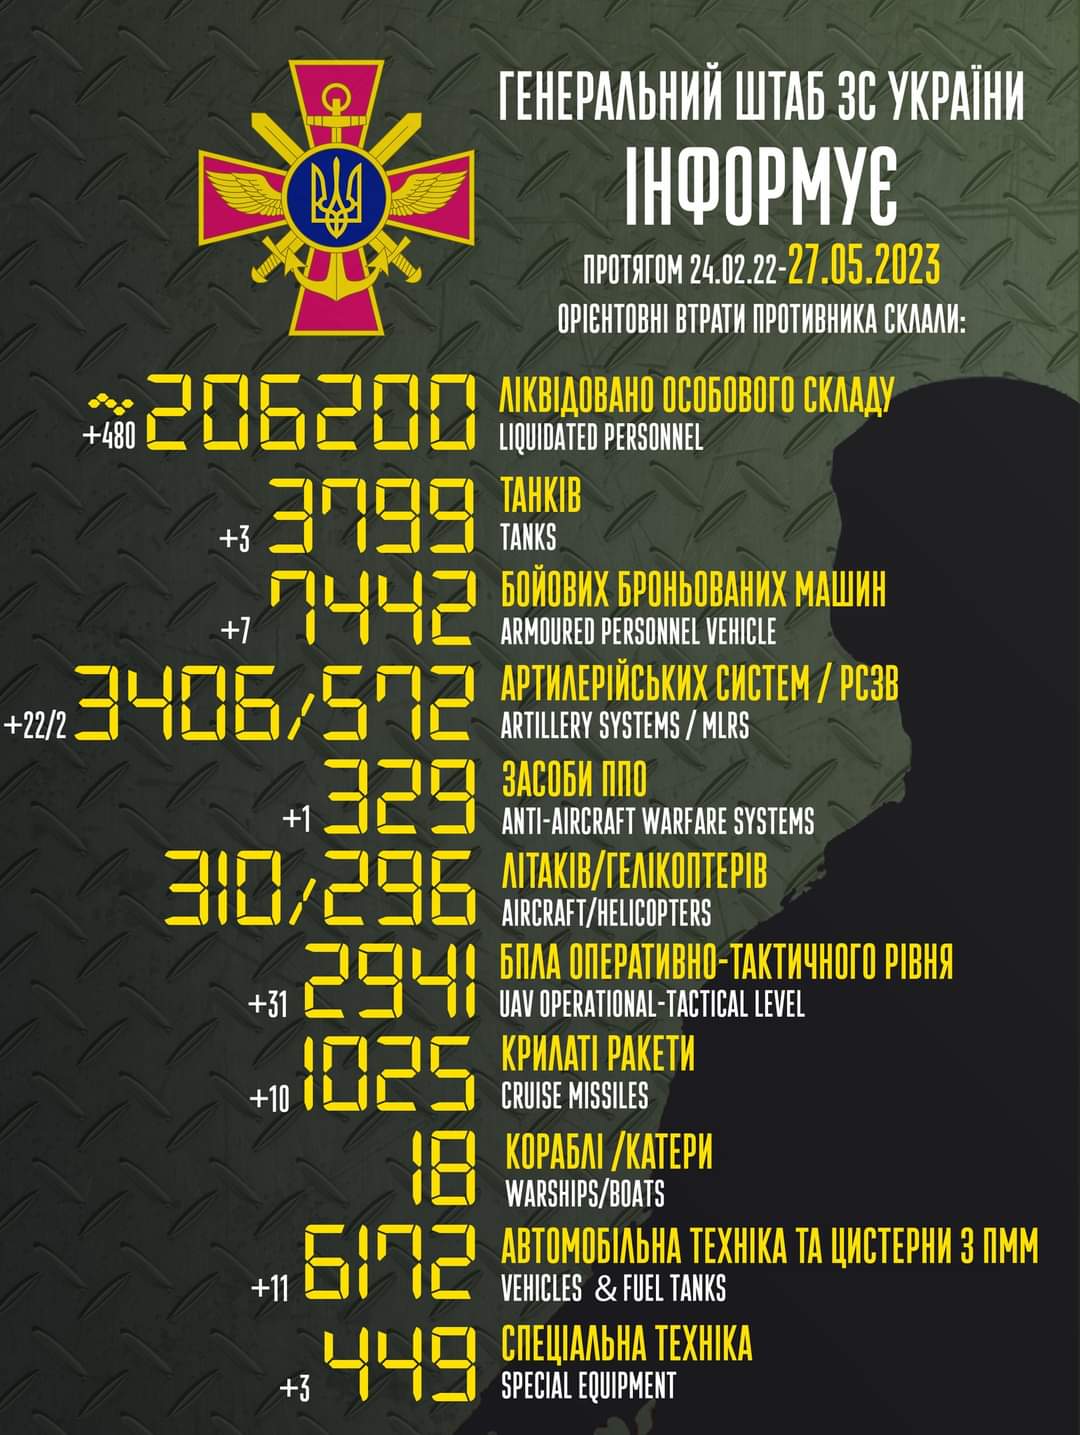 ГЕНЕРАЛЬНИЙ ШТАБ ЗС УКРАЇНИ
ІНФОРМУЄ
ПРОТЯГОМ 24.02.22-27.05.2023
ОРІЄНТОВНІ ВТРАТИ ПРОТИВНИКА СКЛАЛИ:
+480 ~206200 ЛІКВІДОВАНО ОСОБОВОГО СКЛАДУ
LIQUIDATED PERSONNEL
+3 3799 ТАНКІВ
TANKS
+7 7442 БОЙОВИХ БРОНЬОВАНИХ МАШИН
ARMOURED PERSONNEL VEHICLE
+22/2 3406/572 АРТИЛЕРІЙСЬКИХ СИСТЕМ / РСЗВ
ARTILLERY SYSTEMS / MLRS
+1 329 ЗАСОБИ ППО
ANTI-AIRCRAFT WARFARE SYSTEMS
310/296 ЛІТАКІВ/ГЕЛІКОПТЕРІВ
AIRCRAFT/HELICOPTERS
+31 2941 БПЛА ОПЕРАТИВНО-ТАКТИЧНОГО РІВНЯ
UAV OPERATIONAL-TACTICAL LEVEL
+10 1025 КРИЛАТІ РАКЕТИ
CRUISE MISSILES
18 КОРАБЛІ /КАТЕРИ
WARSHIPS/BOATS
+11 6172 АВТОМОБІЛЬНА ТЕХНІКА ТА ЦИСТЕРНИ З ПММ
VEHICLES & FUEL TANKS
+3 449 СПЕЦІАЛЬНА ТЕХНІКА
SPECIAL EQUIPMENT